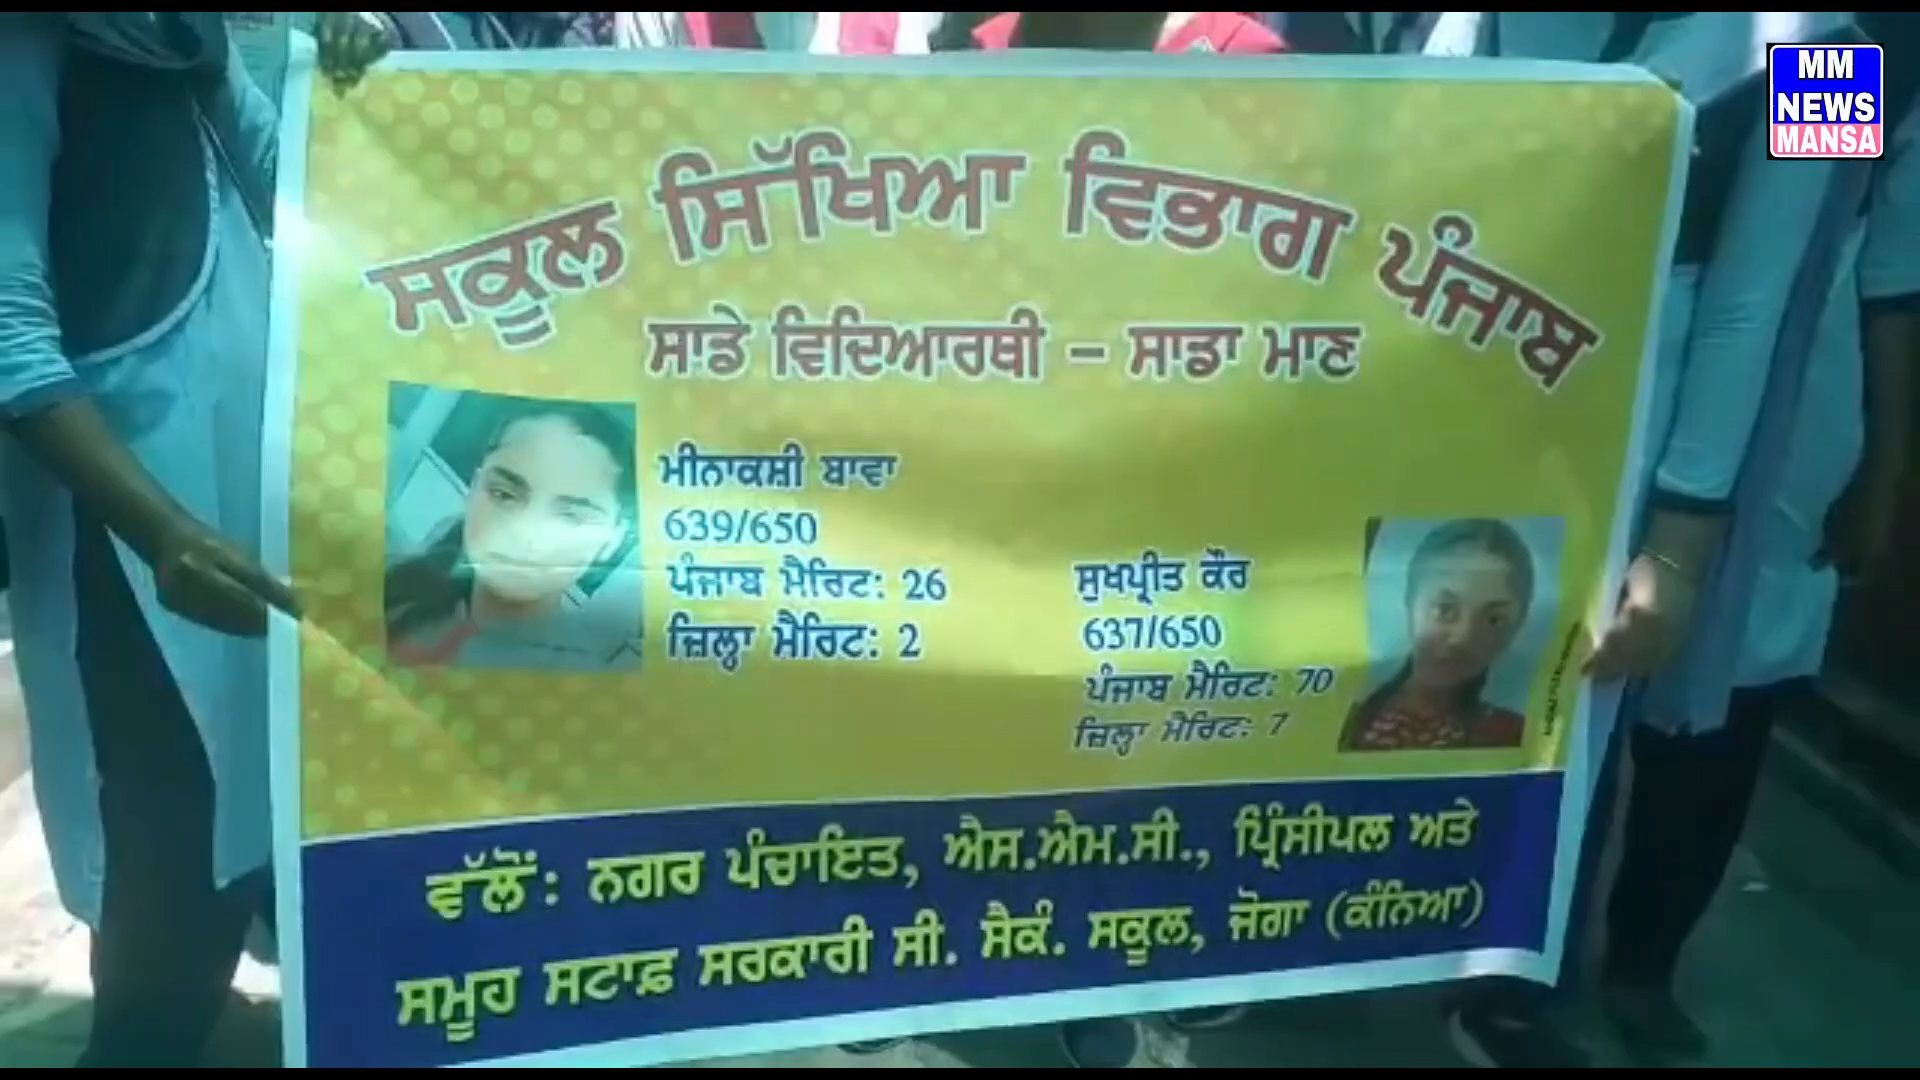 MM
NEWS
MANSA
ਸਕੂਲ ਸਿੱਖਿਆ ਵਿਭਾਗ ਪੰਜਾਬ
ਸਾਡੇ ਵਿਦਿਆਰਥੀ – ਸਾਡਾ ਮਾਣ
ਮੀਨਾਕਸ਼ੀ ਬਾਵਾ
639/650
ਪੰਜਾਬ ਮੈਰਿਟ: 26
ਜ਼ਿਲ੍ਹਾ ਮੈਰਿਟ: 2
ਸੁਖਪ੍ਰੀਤ ਕੌਰ
637/650
ਪੰਜਾਬ ਮੈਰਿਟ: 70
ਜ਼ਿਲ੍ਹਾ ਮੈਰਿਟ: 7
ਵੱਲੋਂ: ਨਗਰ ਪੰਚਾਇਤ, ਐਸ.ਐਮ.ਸੀ., ਪ੍ਰਿੰਸੀਪਲ ਅਤੇ
ਸਮੂਹ ਸਟਾਫ਼ ਸਰਕਾਰੀ ਸੀ. ਸੈਕੰ. ਸਕੂਲ, ਜੋਗਾ (ਕੰਨਿਆ)